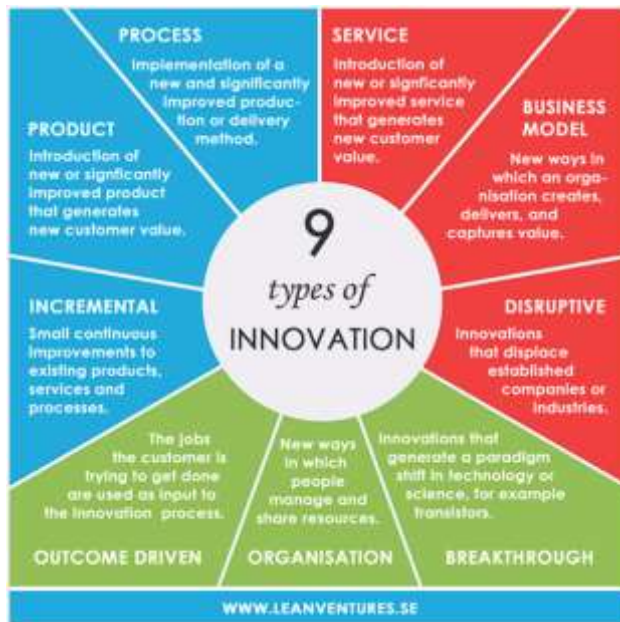 PROCESS
Implementation of a
new and significantly
improved produc-
tion or delivery
method.
SERVICE
Introduction of
new or signficantly
improved service
that generates
new customer
value.
BUSINESS
MODEL
New ways in
which an orga-
nisation creates,
delivers, and
captures value.
PRODUCT
Introduction of
new or signficantly
improved product
that generates
new customer value.
9
types of
INNOVATION
INCREMENTAL
Small continuous
improvements to
existing products,
services and
processes.
DISRUPTIVE
Innovations
that displace
established
companies or
industries.
The jobs
the customer is
trying to get done
are used as input to
the innovation process.
OUTCOME DRIVEN
New ways
in which
people
manage and
share resources.
ORGANISATION
Innovations that
generate a paradigm
shift in technology or
science, for example
transistors.
BREAKTHROUGH
WWW.LEANVENTURES.SE